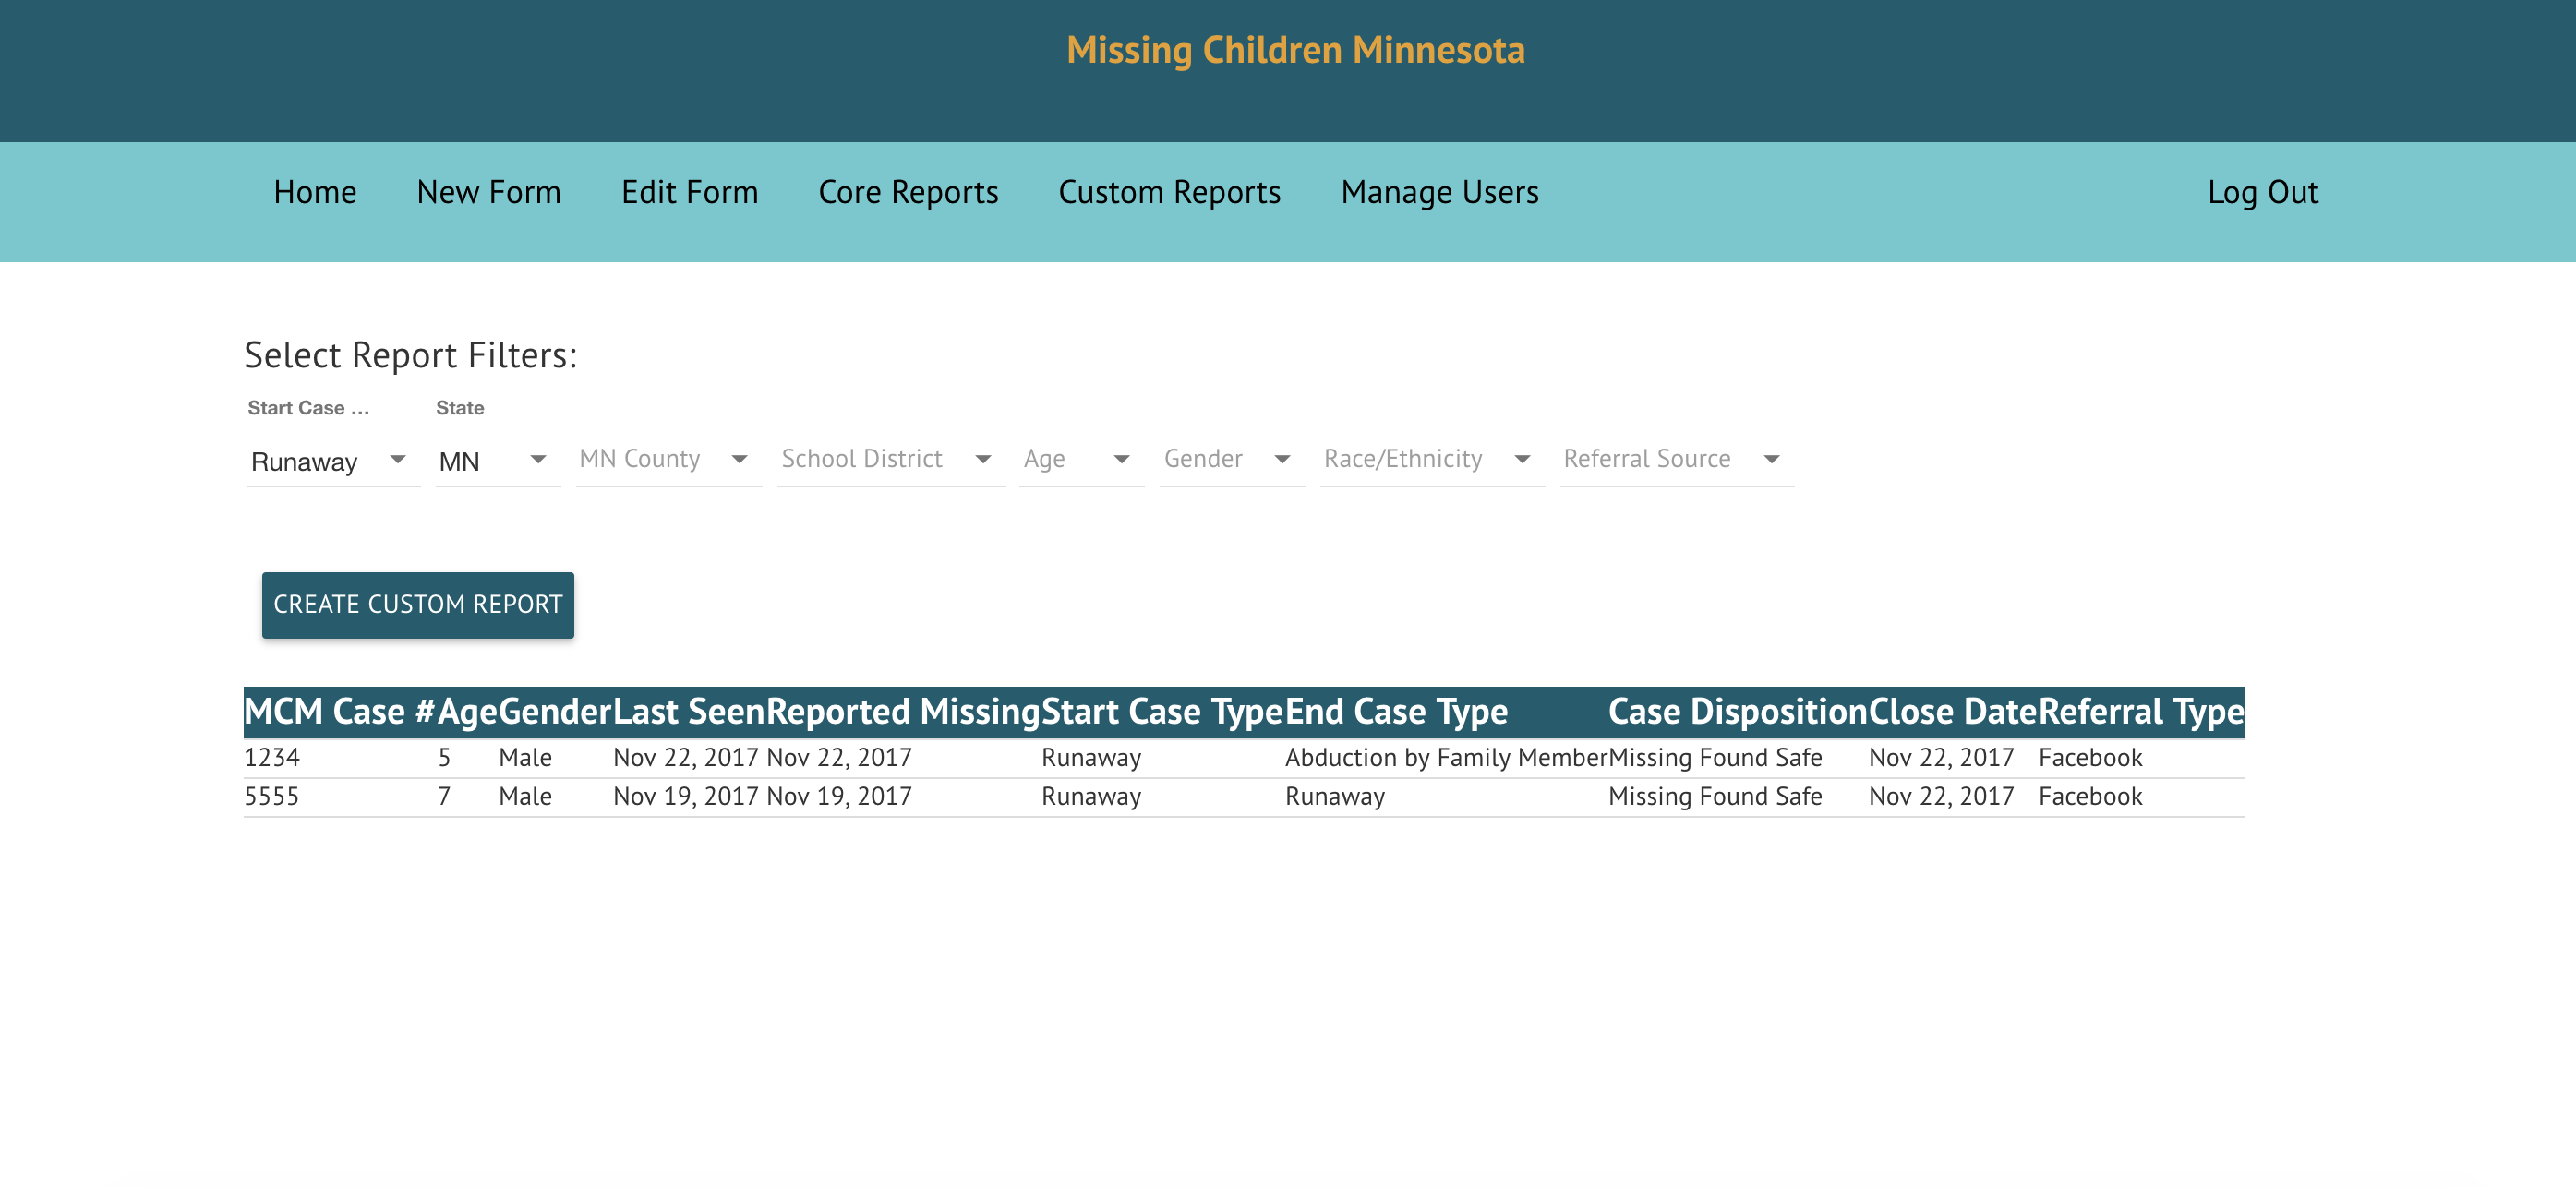 Missing Children Minnesota
Home New Form Edit Form Core Reports Custom Reports Manage Users Log Out
Select Report Filters:
Start Case ... State
Runaway MN MN County School District Age Gender Race/Ethnicity Referral Source
CREATE CUSTOM REPORT
MCM Case # Age Gender Last Seen Reported Missing Start Case Type End Case Type Case Disposition Close Date Referral Type
1234 5 Male Nov 22, 2017 Nov 22, 2017 Runaway Abduction by Family Member Missing Found Safe Nov 22, 2017 Facebook
5555 7 Male Nov 19, 2017 Nov 19, 2017 Runaway Runaway Missing Found Safe Nov 22, 2017 Facebook